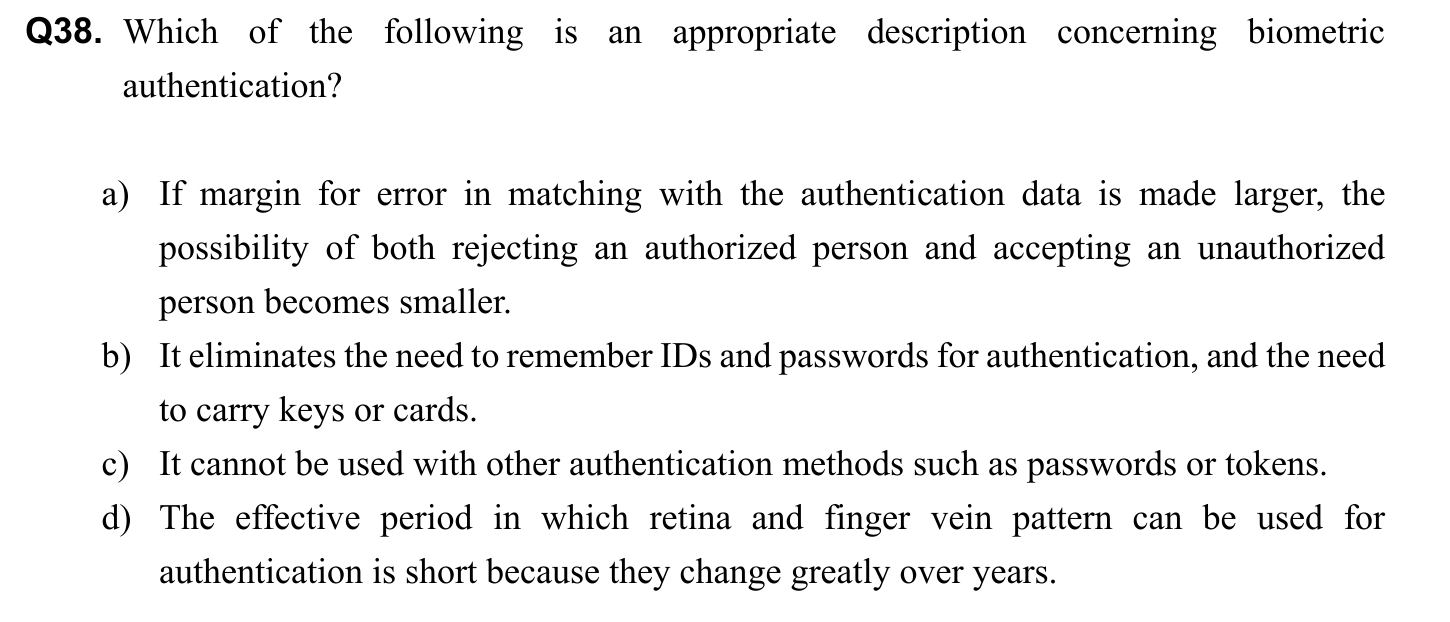 Q38. Which of the following is an appropriate description concerning biometric
authentication?
a) If margin for error in matching with the authentication data is made larger, the
possibility of both rejecting an authorized person and accepting an unauthorized
person becomes smaller.
b) It eliminates the need to remember IDs and passwords for authentication, and the need
to carry keys or cards.
c) It cannot be used with other authentication methods such as passwords or tokens.
d) The effective period in which retina and finger vein pattern can be used for
authentication is short because they change greatly over years.